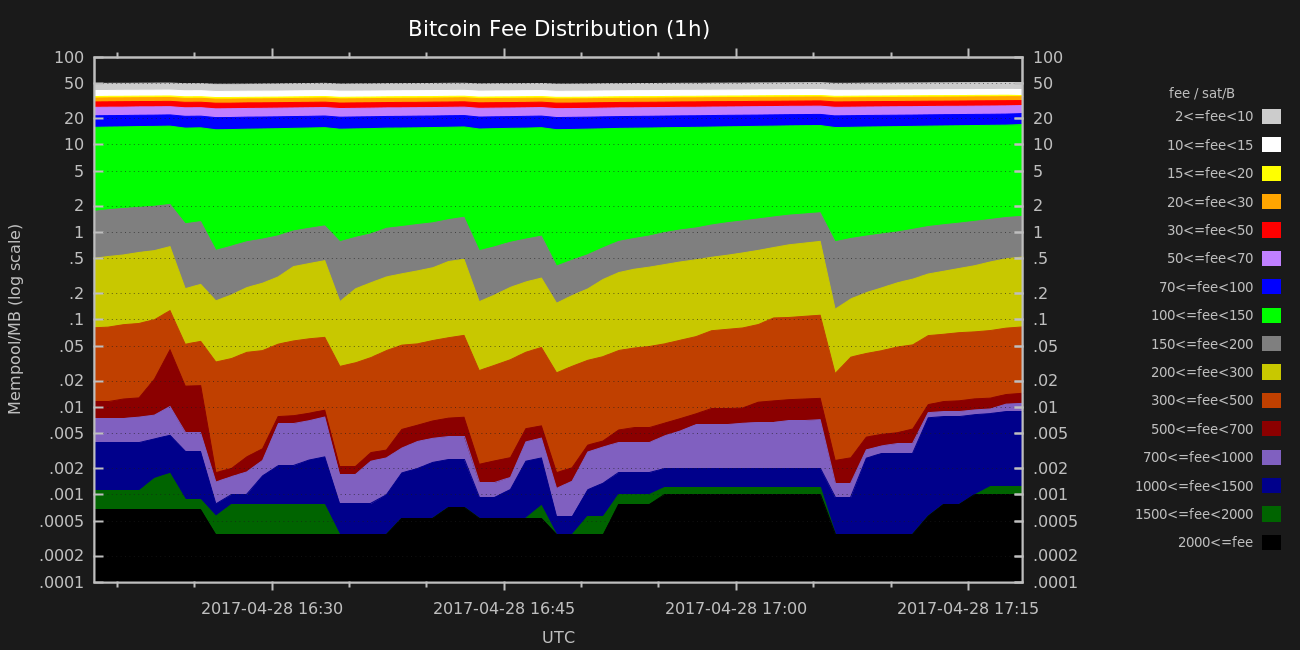 Bitcoin Fee Distribution (1h)
Mempool/MB (log scale)
100
50
20
10
5
2
1
.5
.2
.1
.05
.02
.01
.005
.002
.001
.0005
.0002
.0001
100
50
20
10
5
2
1
.5
.2
.1
.05
.02
.01
.005
.002
.001
.0005
.0002
.0001
2017-04-28 16:30
2017-04-28 16:45
2017-04-28 17:00
2017-04-28 17:15
UTC
fee / sat/B
2<=fee<10
10<=fee<15
15<=fee<20
20<=fee<30
30<=fee<50
50<=fee<70
70<=fee<100
100<=fee<150
150<=fee<200
200<=fee<300
300<=fee<500
500<=fee<700
700<=fee<1000
1000<=fee<1500
1500<=fee<2000
2000<=fee